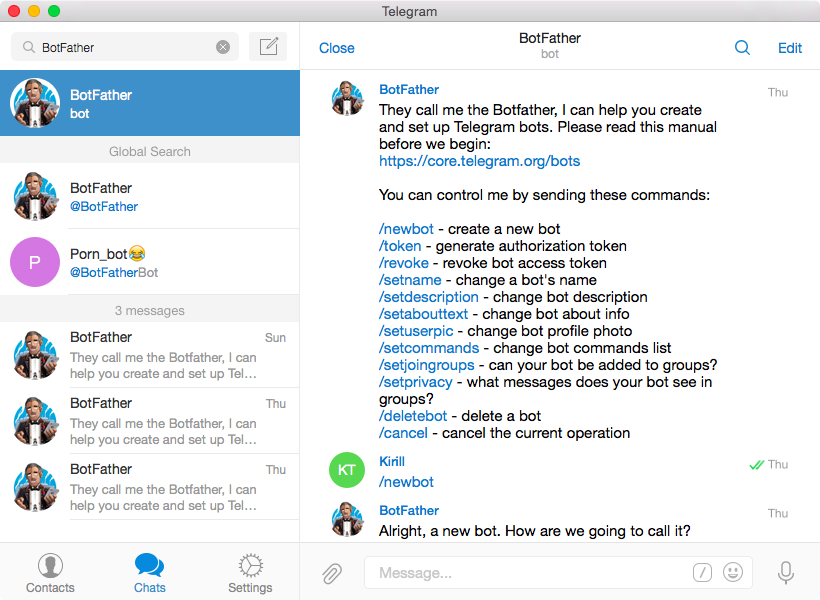 Telegram
BotFather
BotFather
bot
Global Search
BotFather
@BotFather
P
Porn_bot😂
@BotFatherBot
3 messages
BotFather
Sun
They call me the Botfather, I can
help you create and set up Tel...
BotFather
Thu
They call me the Botfather, I can
help you create and set up Tel...
BotFather
Thu
They call me the Botfather, I can
help you create and set up Tel...
Contacts
Chats
Settings
Close
BotFather
bot
Edit
BotFather
Thu
They call me the Botfather, I can help you create
and set up Telegram bots. Please read this manual
before we begin:
https://core.telegram.org/bots
You can control me by sending these commands:
/newbot - create a new bot
/token - generate authorization token
/revoke - revoke bot access token
/setname - change a bot's name
/setdescription - change bot description
/setabouttext - change bot about info
/setuserpic - change bot profile photo
/setcommands - change bot commands list
/setjoingroups - can your bot be added to groups?
/setprivacy - what messages does your bot see in
groups?
/deletebot - delete a bot
/cancel - cancel the current operation
KT
Kirill
Thu
/newbot
BotFather
Thu
Alright, a new bot. How are we going to call it?
Message...
/